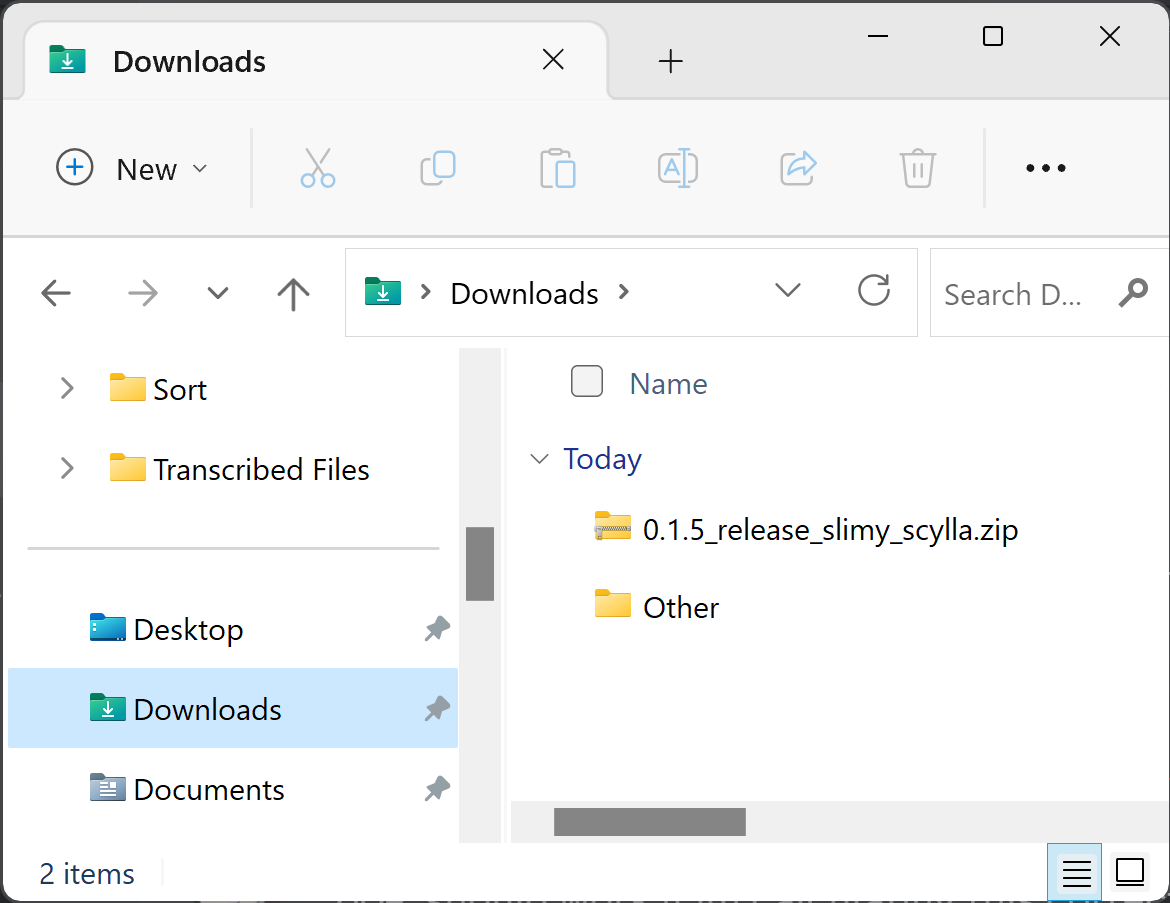 Downloads
New
Downloads
Search D...
Sort
Transcribed Files
Desktop
Downloads
Documents
Name
Today
0.1.5_release_slimy_scylla.zip
Other
2 items